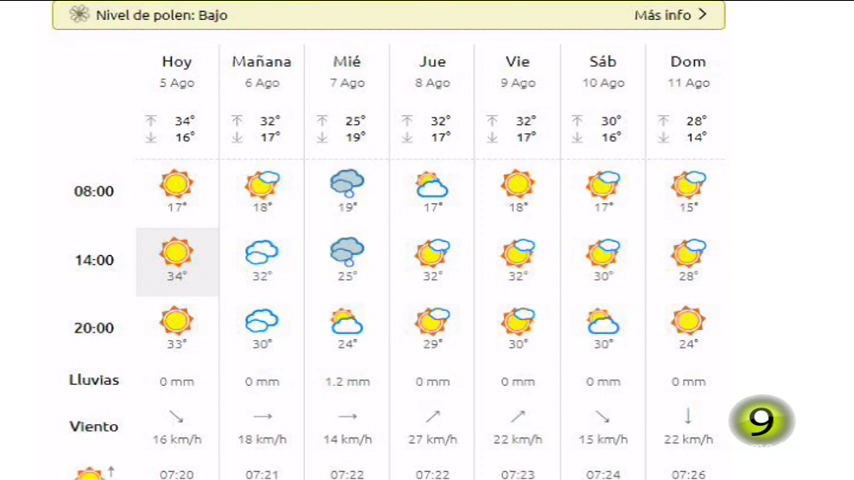 Nivel de polen: Bajo Más info
Hoy Mañana Mié Jue Vie Sáb Dom
5 Ago 6 Ago 7 Ago 8 Ago 9 Ago 10 Ago 11 Ago
34° 32° 25° 32° 32° 30° 28°
16° 17° 19° 17° 17° 16° 14°
08:00
17° 18° 19° 17° 18° 17° 15°
14:00
34° 32° 25° 32° 32° 30° 28°
20:00
33° 30° 24° 29° 30° 30° 24°
Lluvias 0 mm 0 mm 1.2 mm 0 mm 0 mm 0 mm 0 mm
Viento
16 km/h 18 km/h 14 km/h 27 km/h 22 km/h 15 km/h 22 km/h
9
07:20 07:21 07:22 07:22 07:23 07:24 07:26